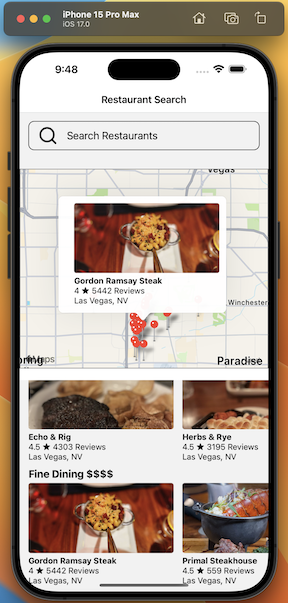 iPhone 15 Pro Max
iOS 17.0
9:48
Restaurant Search
Search Restaurants
Vegas
Gordon Ramsay Steak
4 ★ 5442 Reviews
Las Vegas, NV
Winchester
Maps
Paradise
Echo & Rig
4.5 ★ 4303 Reviews
Las Vegas, NV
Herbs & Rye
4.5 ★ 3195 Reviews
Las Vegas, NV
Fine Dining $$$$
Gordon Ramsay Steak
4 ★ 5442 Reviews
Las Vegas, NV
Primal Steakhouse
4.5 ★ 559 Reviews
Las Vegas, NV